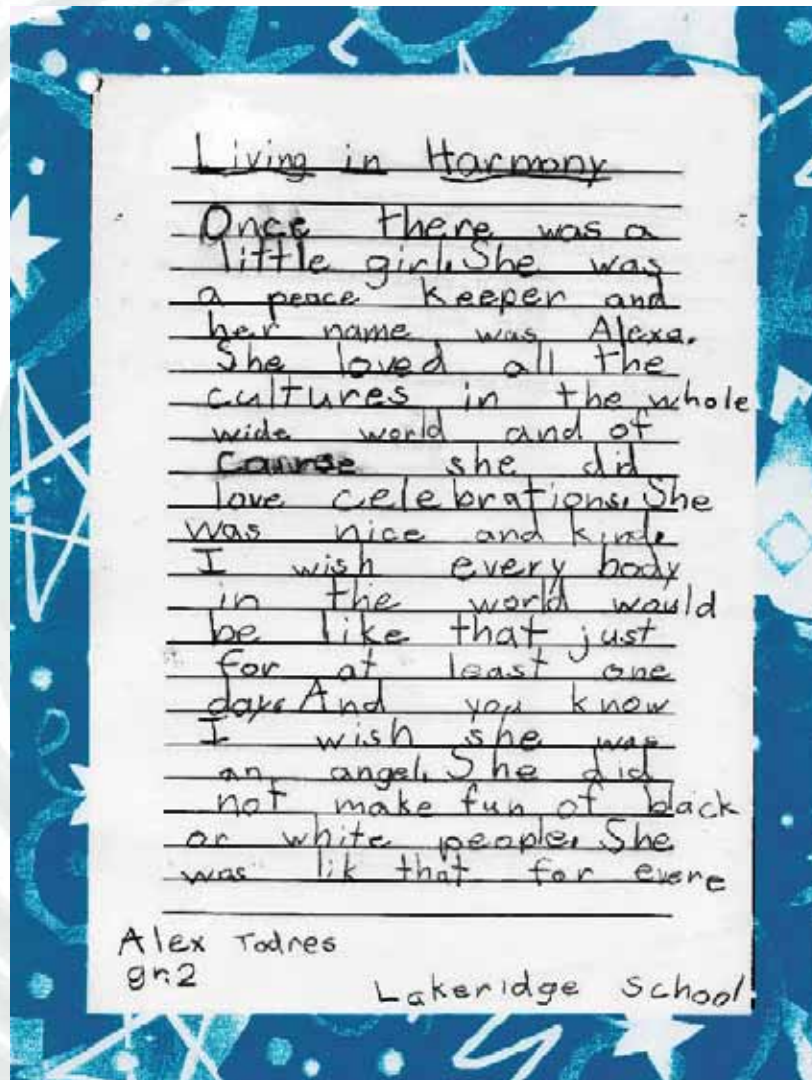 Living in Harmony
Once there was a
little girl. She was
a peace keeper and
her name was Alexa.
She loved all the
cultures in the whole
wide world and of
she did
love celebrations. She
was nice and kind.
I wish every body
in the world would
be like that just
for at least one
day. And you know
I wish she was
an angel. She did
not make fun of black
or white people. She
was lik that for evere
Alex Todres
gr.2
Lakeridge School